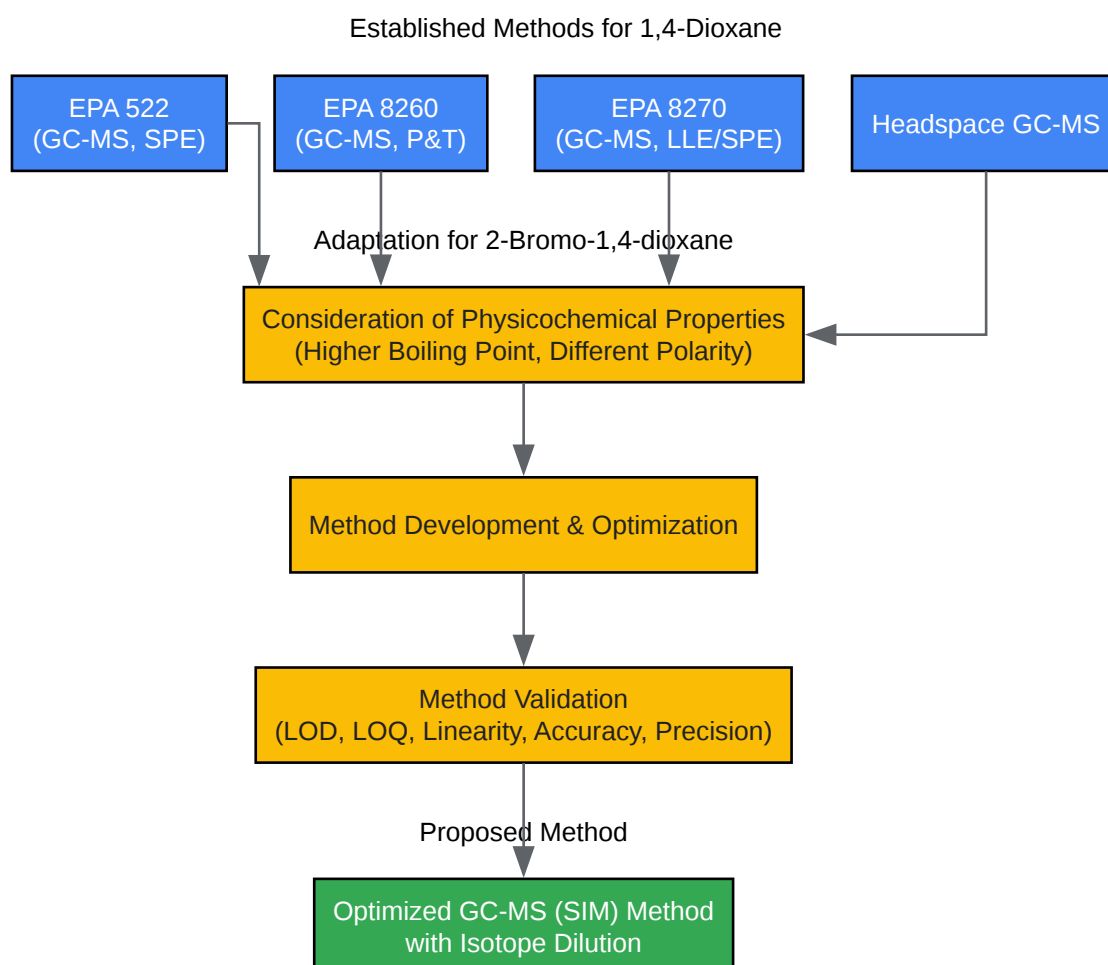 Established Methods for 1,4-Dioxane
EPA 522
(GC-MS, SPE)
EPA 8260
(GC-MS, P&T)
EPA 8270
(GC-MS, LLE/SPE)
Headspace GC-MS
Adaptation for 2-Bromo-1,4-dioxane
Consideration of Physicochemical Properties
(Higher Boiling Point, Different Polarity)
Method Development & Optimization
Method Validation
(LOD, LOQ, Linearity, Accuracy, Precision)
Proposed Method
Optimized GC-MS (SIM) Method
with Isotope Dilution